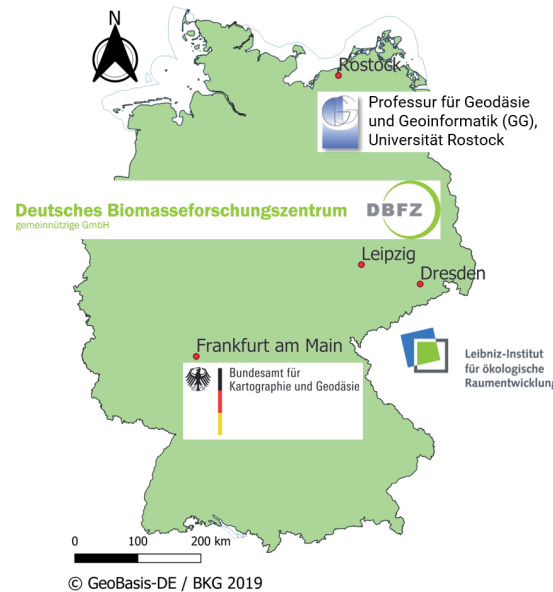 N
Rostock
Professur für Geodäsie
und Geoinformatik (GG),
Universität Rostock
Deutsches Biomasseforschungszentrum
gemeinnützige GmbH
DBFZ
Leipzig
Dresden
Leibniz-Institut
für ökologische
Raumentwicklung
Frankfurt am Main
Bundesamt für
Kartographie und Geodäsie
0 100 200 km
© GeoBasis-DE / BKG 2019